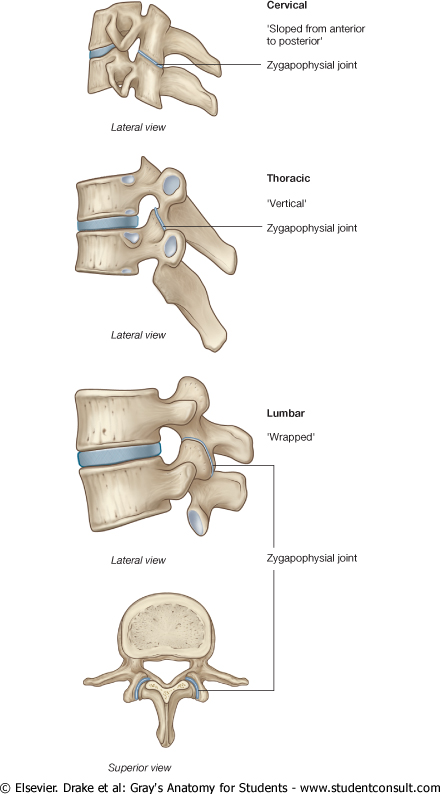 Cervical
'Sloped from anterior
to posterior'
Zygapophysial joint
Lateral view
Thoracic
'Vertical'
Zygapophysial joint
Lateral view
Lumbar
'Wrapped'
Zygapophysial joint
Lateral view
Superior view
© Elsevier. Drake et al: Gray's Anatomy for Students - www.studentconsult.com